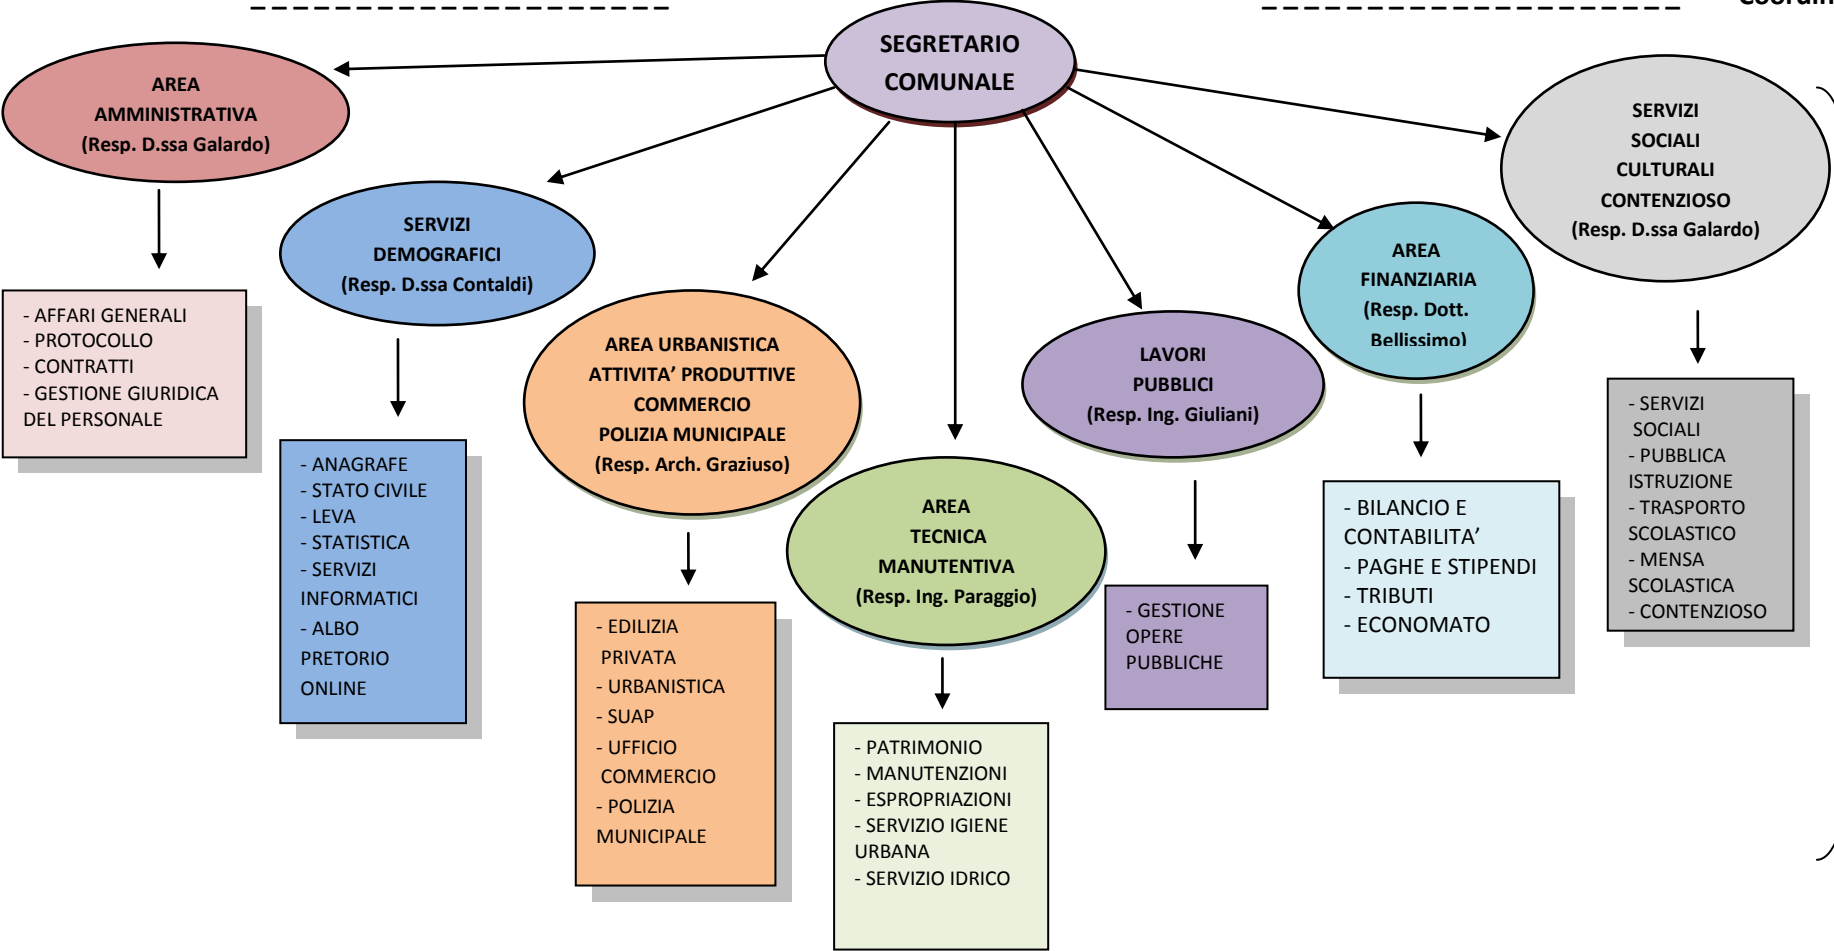 SEGRETARIO
COMUNALE
AREA
AMMINISTRATIVA
(Resp. D.ssa Galardo)
- AFFARI GENERALI
- PROTOCOLLO
- CONTRATTI
- GESTIONE GIURIDICA
DEL PERSONALE
SERVIZI
DEMOGRAFICI
(Resp. D.ssa Contaldi)
- ANAGRAFE
- STATO CIVILE
- LEVA
- STATISTICA
- SERVIZI
INFORMATICI
- ALBO
PRETORIO
ONLINE
AREA URBANISTICA
ATTIVITA’ PRODUTTIVE
COMMERCIO
POLIZIA MUNICIPALE
(Resp. Arch. Graziuso)
- EDILIZIA
PRIVATA
- URBANISTICA
- SUAP
- UFFICIO
COMMERCIO
- POLIZIA
MUNICIPALE
AREA
TECNICA
MANUTENTIVA
(Resp. Ing. Paraggio)
- PATRIMONIO
- MANUTENZIONI
- ESPROPRIAZIONI
- SERVIZIO IGIENE
URBANA
- SERVIZIO IDRICO
LAVORI
PUBBLICI
(Resp. Ing. Giuliani)
- GESTIONE
OPERE
PUBBLICHE
AREA
FINANZIARIA
(Resp. Dott.
Bellissimo)
- BILANCIO E
CONTABILITA’
- PAGHE E STIPENDI
- TRIBUTI
- ECONOMATO
SERVIZI
SOCIALI
CULTURALI
CONTENZIOSO
(Resp. D.ssa Galardo)
- SERVIZI
SOCIALI
- PUBBLICA
ISTRUZIONE
- TRASPORTO
SCOLASTICO
- MENSA
SCOLASTICA
- CONTENZIOSO